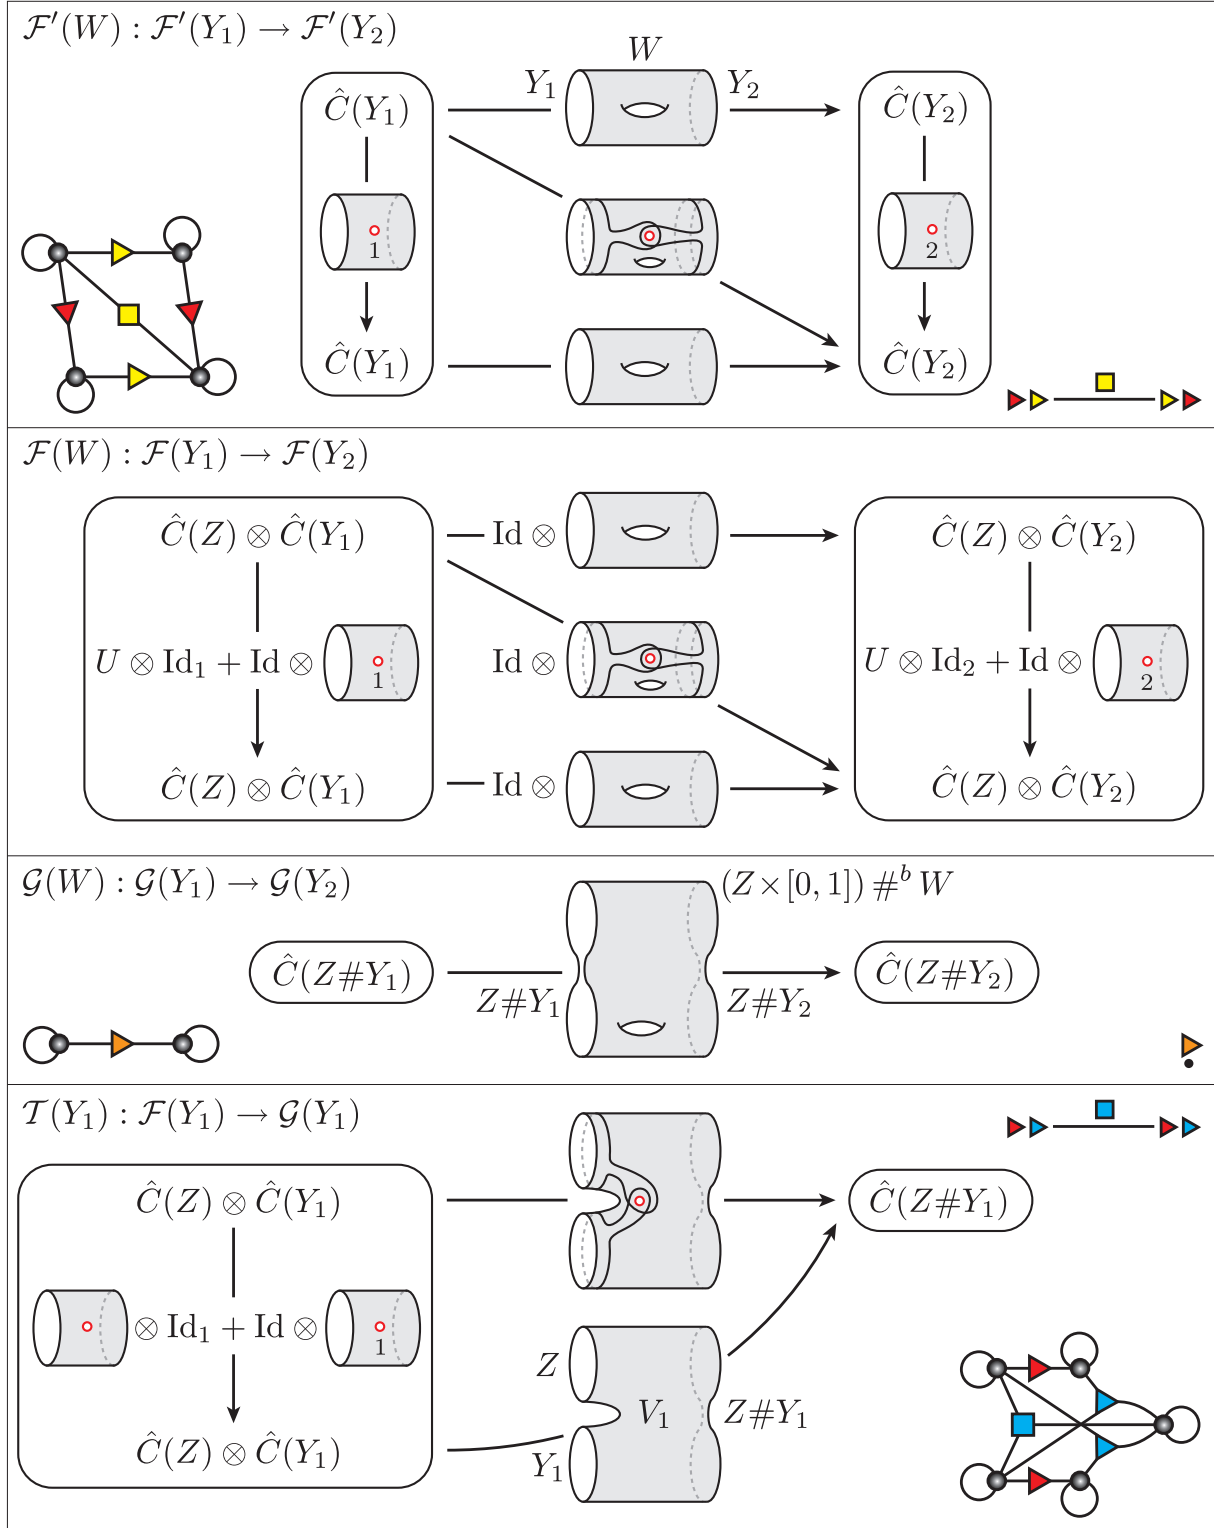 𝓕′(W) : 𝓕′(Y₁) → 𝓕′(Y₂)
W
Y₁
Y₂
Ĉ(Y₁)
Ĉ(Y₂)
1
2
Ĉ(Y₁)
Ĉ(Y₂)
𝓕(W) : 𝓕(Y₁) → 𝓕(Y₂)
Ĉ(Z) ⊗ Ĉ(Y₁)
Id ⊗
Ĉ(Z) ⊗ Ĉ(Y₂)
U ⊗ Id₁ + Id ⊗
1
Id ⊗
U ⊗ Id₂ + Id ⊗
2
Ĉ(Z) ⊗ Ĉ(Y₁)
Id ⊗
Ĉ(Z) ⊗ Ĉ(Y₂)
𝓖(W) : 𝓖(Y₁) → 𝓖(Y₂)
(Z×[0, 1]) #ᵇ W
Ĉ(Z#Y₁)
Ĉ(Z#Y₂)
Z#Y₁
Z#Y₂
𝓣(Y₁) : 𝓕(Y₁) → 𝓖(Y₁)
Ĉ(Z) ⊗ Ĉ(Y₁)
Ĉ(Z#Y₁)
⊗ Id₁ + Id ⊗
1
Z
V₁
Z#Y₁
Ĉ(Z) ⊗ Ĉ(Y₁)
Y₁